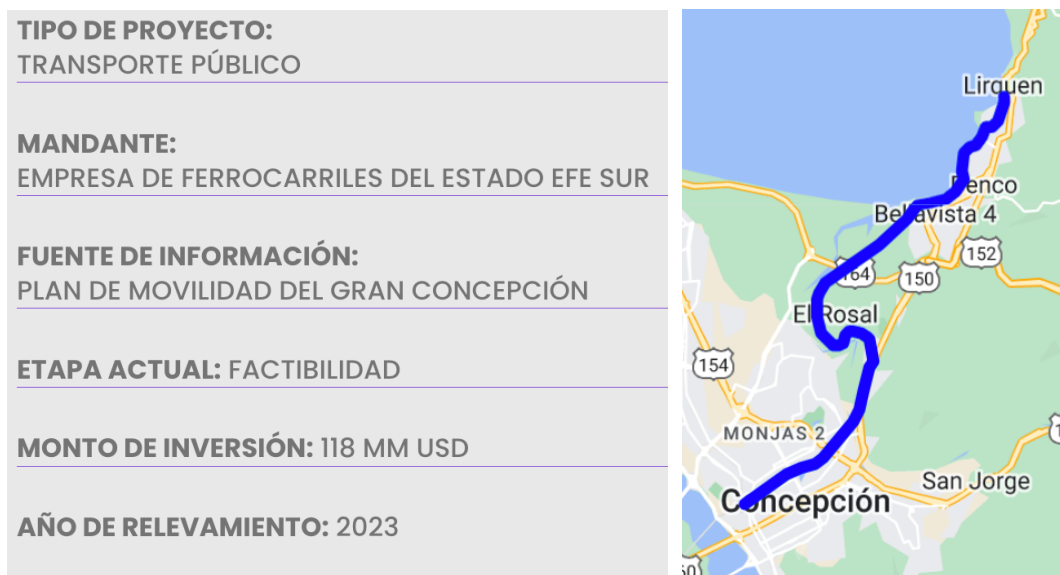 TIPO DE PROYECTO:
TRANSPORTE PÚBLICO
MANDANTE:
EMPRESA DE FERROCARRILES DEL ESTADO EFE SUR
FUENTE DE INFORMACIÓN:
PLAN DE MOVILIDAD DEL GRAN CONCEPCIÓN
ETAPA ACTUAL: FACTIBILIDAD
MONTO DE INVERSIÓN: 118 MM USD
AÑO DE RELEVAMIENTO: 2023
Lirquen
Penco
Bellavista 4
152
164
150
El Rosal
154
MONJAS 2
San Jorge
Concepción